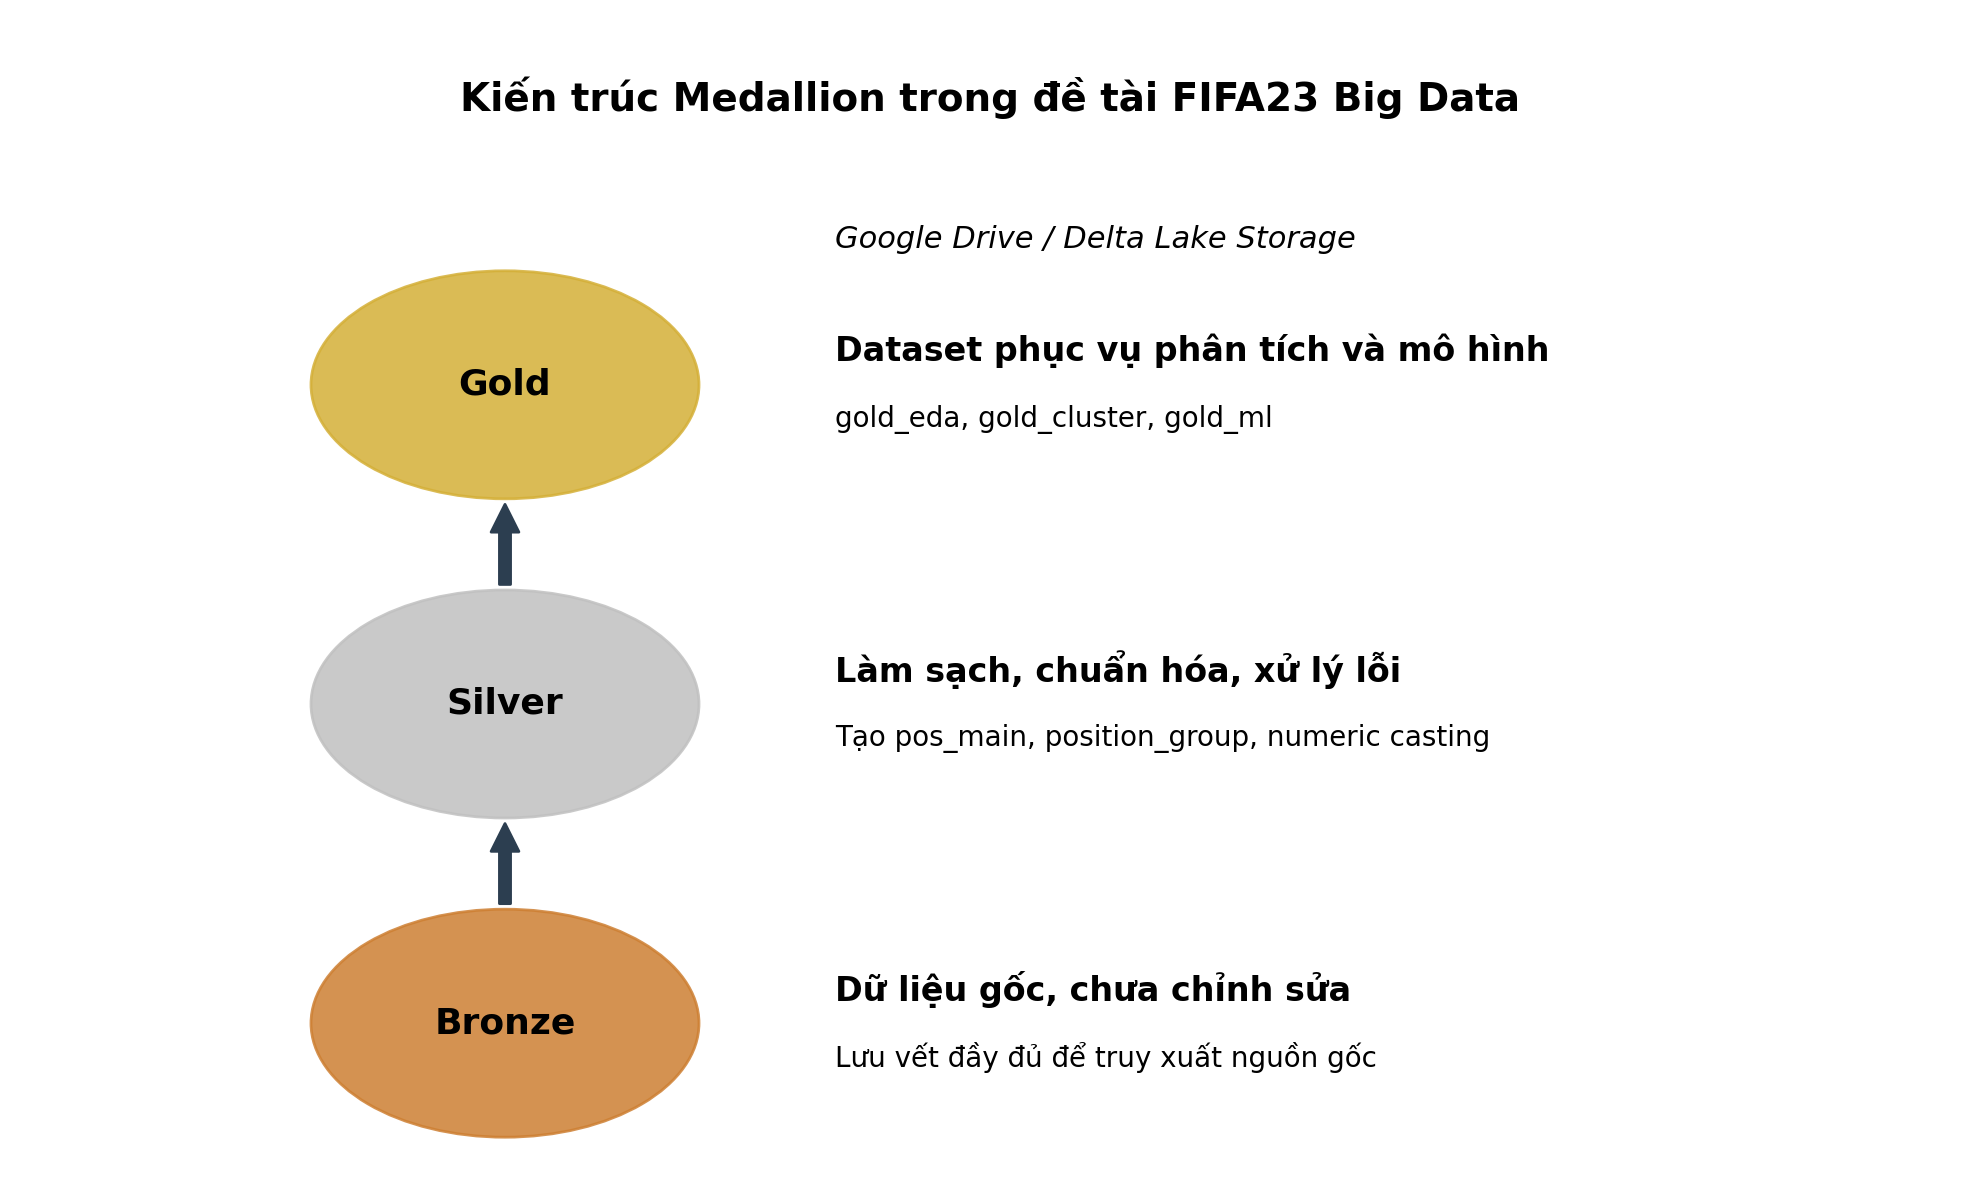 Kiến trúc Medallion trong đề tài FIFA23 Big Data
Google Drive / Delta Lake Storage
Gold
Dataset phục vụ phân tích và mô hình
gold_eda, gold_cluster, gold_ml
Silver
Làm sạch, chuẩn hóa, xử lý lỗi
Tạo pos_main, position_group, numeric casting
Bronze
Dữ liệu gốc, chưa chỉnh sửa
Lưu vết đầy đủ để truy xuất nguồn gốc